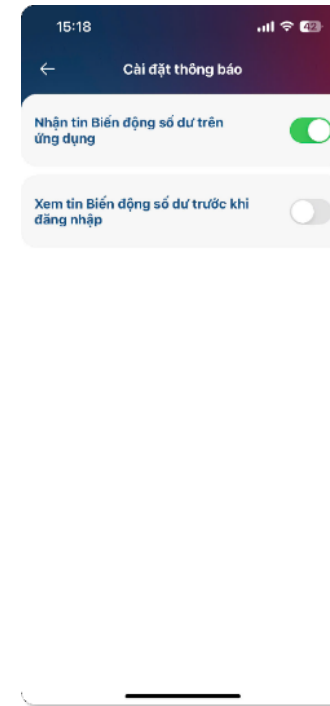 15:18
42
Cài đặt thông báo
Nhận tin Biến động số dư trên
ứng dụng
Xem tin Biến động số dư trước khi
đăng nhập